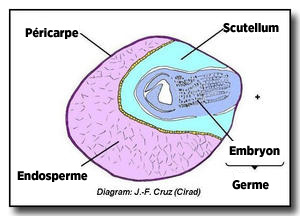 Péricarpe
Scutellum
+
Embryon
Endosperme
Germe
Diagram: J.-F. Cruz (Cirad)